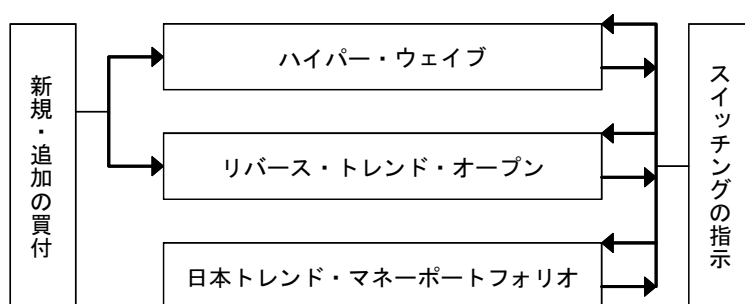 新規・追加の買付
ハイパー・ウェイブ
リバース・トレンド・オープン
日本トレンド・マネーポートフォリオ
スイッチングの指示